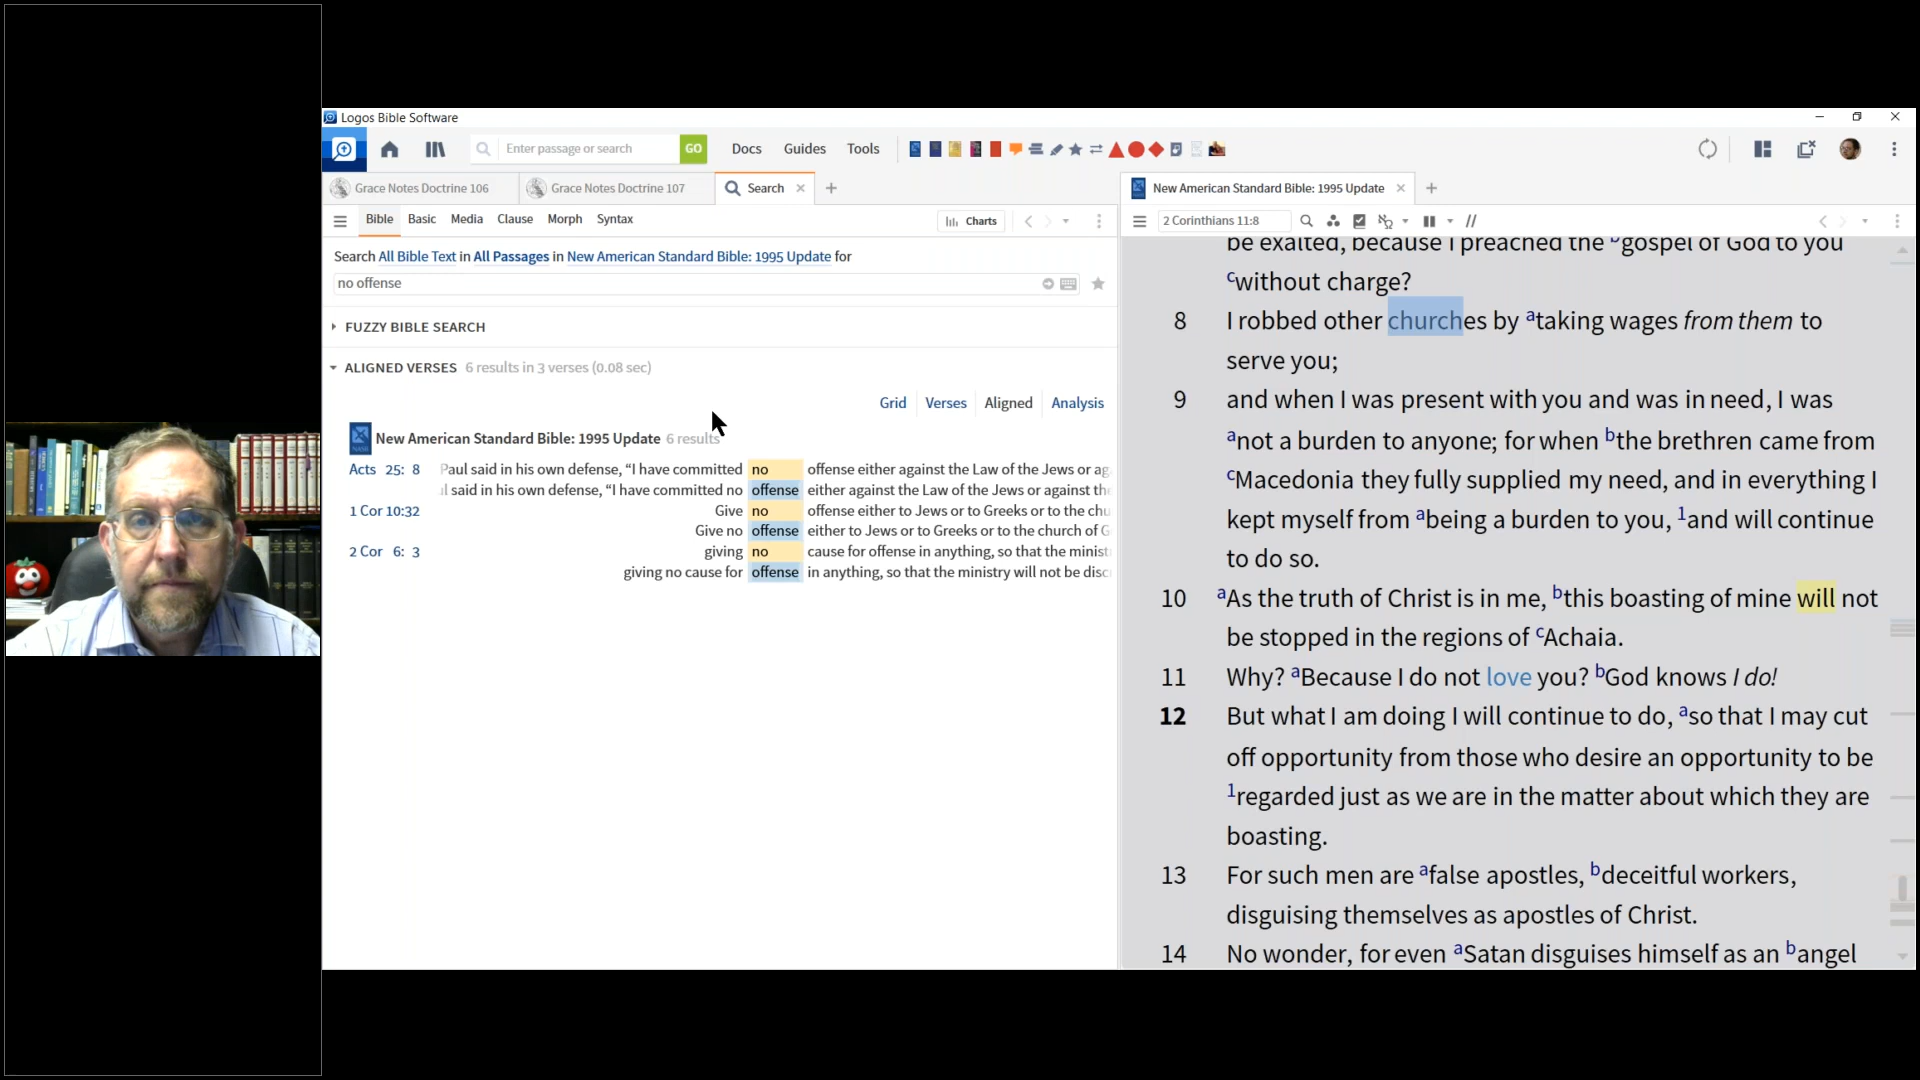 Logos Bible Software
Enter passage or search GO Docs Guides Tools
Grace Notes Doctrine 106 Grace Notes Doctrine 107 Search
Bible Basic Media Clause Morph Syntax Charts
Search All Bible Text in All Passages in New American Standard Bible: 1995 Update for
no offense
FUZZY BIBLE SEARCH
ALIGNED VERSES 6 results in 3 verses (0.08 sec)
Grid Verses Aligned Analysis
New American Standard Bible: 1995 Update 6 results
Acts 25: 8 Paul said in his own defense, “I have committed no offense either against the Law of the Jews or ag
said in his own defense, “I have committed no offense either against the Law of the Jews or against the
1 Cor 10:32 Give no offense either to Jews or to Greeks or to the chu
Give no offense either to Jews or to Greeks or to the church of G
2 Cor 6: 3 giving no cause for offense in anything, so that the minist
giving no cause for offense in anything, so that the ministry will not be disc
New American Standard Bible: 1995 Update
2 Corinthians 11:8
be exalted, because I preached the bgospel of God to you
cwithout charge?
8 I robbed other churches by ataking wages from them to
serve you;
9 and when I was present with you and was in need, I was
anot a burden to anyone; for when bthe brethren came from
cMacedonia they fully supplied my need, and in everything I
kept myself from abeing a burden to you, 1and will continue
to do so.
10 aAs the truth of Christ is in me, bthis boasting of mine will not
be stopped in the regions of cAchaia.
11 Why? aBecause I do not love you? bGod knows I do!
12 But what I am doing I will continue to do, aso that I may cut
off opportunity from those who desire an opportunity to be
1regarded just as we are in the matter about which they are
boasting.
13 For such men are afalse apostles, bdeceitful workers,
disguising themselves as apostles of Christ.
14 No wonder, for even aSatan disguises himself as an bangel